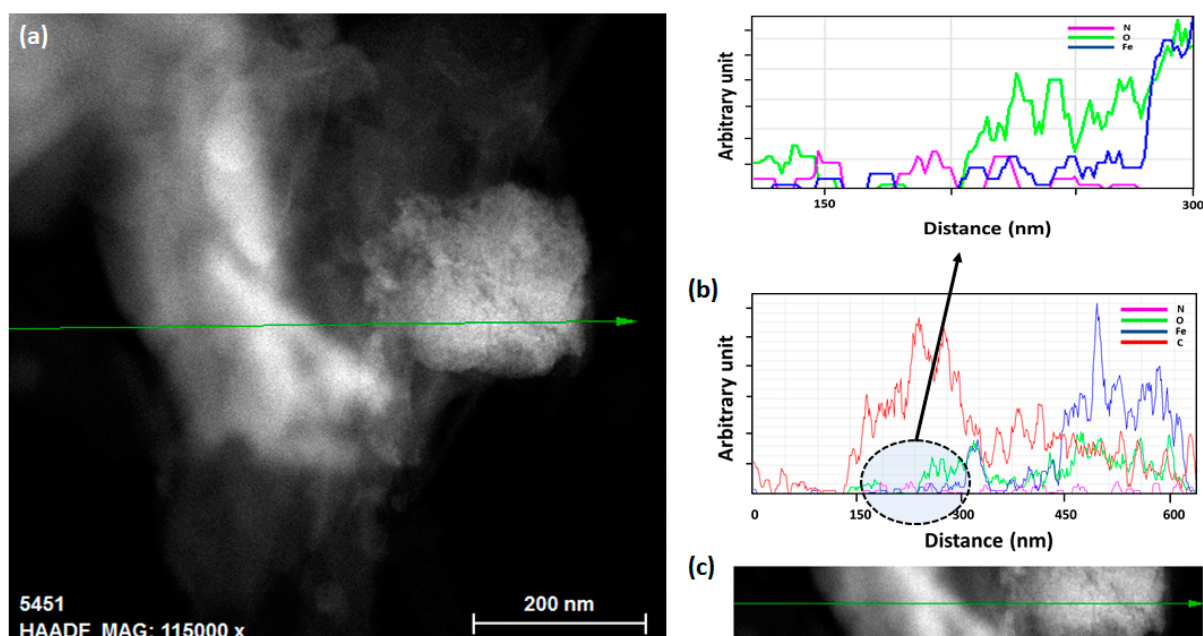 (a)
5451
HAADF MAG: 115000 x
200 nm
N
O
Fe
Arbitrary unit
150
300
Distance (nm)
(b)
N
O
Fe
C
Arbitrary unit
0
150
300
450
600
Distance (nm)
(c)